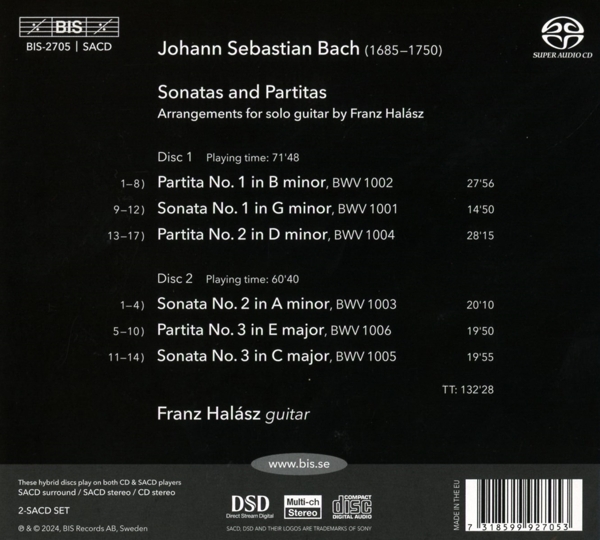 BIS
BIS-2705 | SACD
Johann Sebastian Bach (1685–1750)
SUPER AUDIO CD
Sonatas and Partitas
Arrangements for solo guitar by Franz Halász
Disc 1 Playing time: 71'48
1–8) Partita No. 1 in B minor, BWV 1002 27'56
9–12) Sonata No. 1 in G minor, BWV 1001 14'50
13–17) Partita No. 2 in D minor, BWV 1004 28'15
Disc 2 Playing time: 60'40
1–4) Sonata No. 2 in A minor, BWV 1003 20'10
5–10) Partita No. 3 in E major, BWV 1006 19'50
11–14) Sonata No. 3 in C major, BWV 1005 19'55
TT: 132'28
Franz Halász guitar
www.bis.se
These hybrid discs play on both CD & SACD players
SACD surround / SACD stereo / CD stereo
2-SACD SET
℗ & © 2024, BIS Records AB, Sweden
DSD
Direct Stream Digital
Multi-ch
Stereo
COMPACT
disc
DIGITAL AUDIO
SACD, DSD AND THEIR LOGOS ARE TRADEMARKS OF SONY
MADE IN THE EU
7 318599 927053